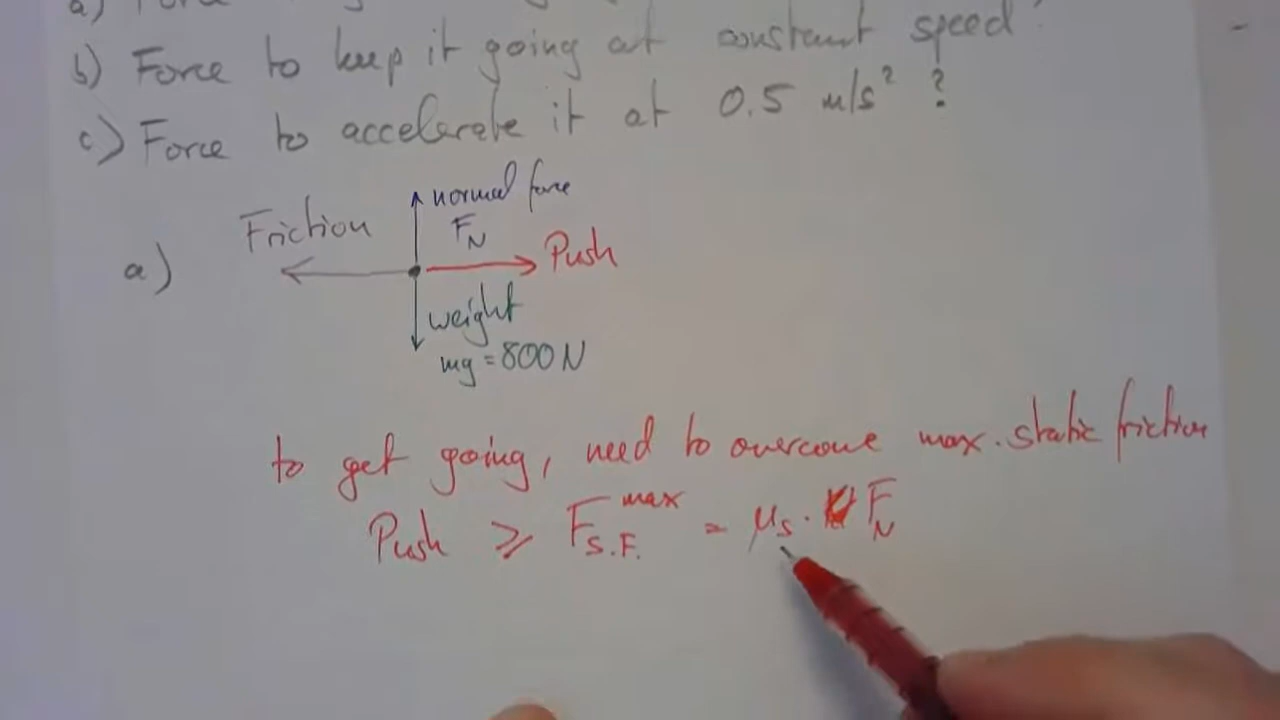 a) Force
b) Force to keep it going at constant speed?
c.) Force to accelerate it at 0.5 m/s² ?
a)
Friction
normal force
F_N
Push
weight
mg = 800 N
to get going, need to overcome max. static friction
Push ⩾ F_S.F.^max = μ_s · F_N